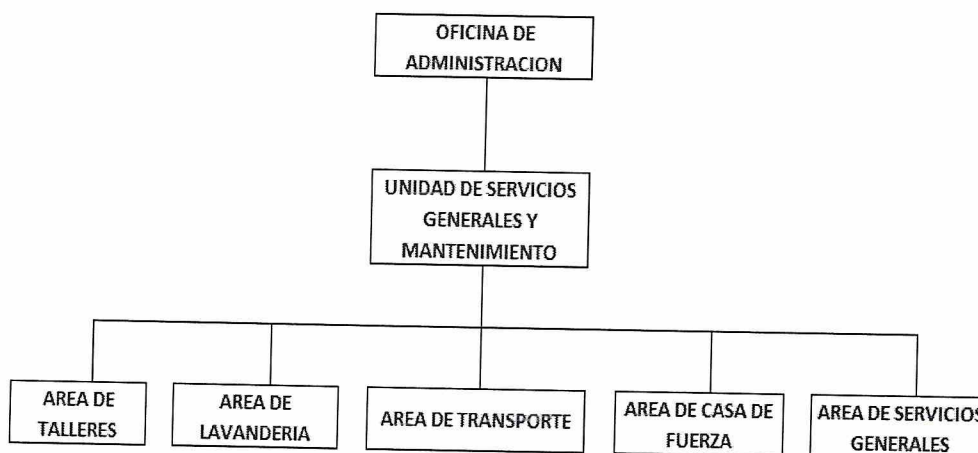 OFICINA DE
ADMINISTRACION
UNIDAD DE SERVICIOS
GENERALES Y
MANTENIMIENTO
AREA DE
TALLERES
AREA DE
LAVANDERIA
AREA DE TRANSPORTE
AREA DE CASA DE
FUERZA
AREA DE SERVICIOS
GENERALES